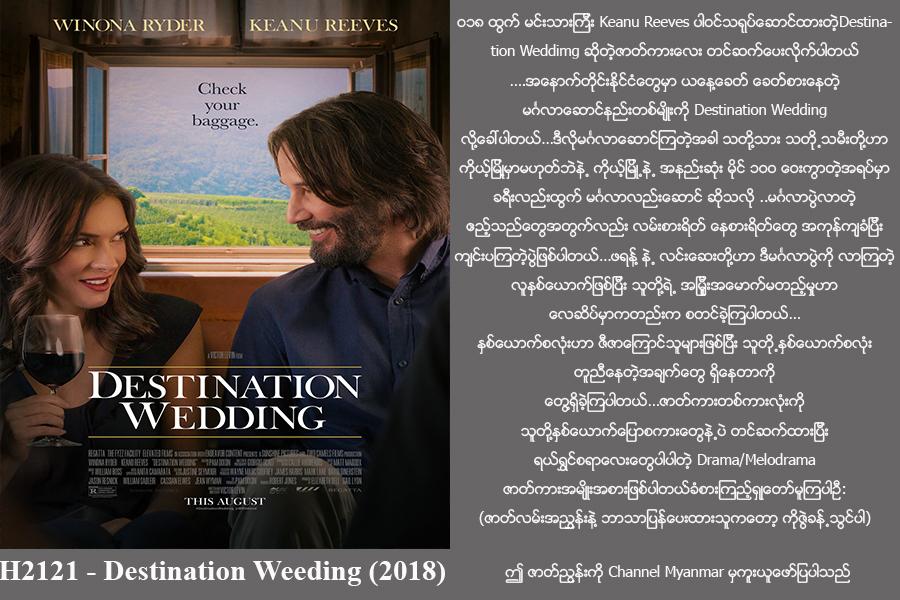 WINONA RYDER KEANU REEVES
Check
your
baggage.
A VICTOR LEVIN FILM
DESTINATION
WEDDING
THIS AUGUST
H2121 - Destination Weeding (2018)
၀၁၈ ထွက် မင်းသားကြီး Keanu Reeves ပါဝင်သရုပ်ဆောင်ထားတဲ့Destina-
tion Weddimg ဆိုတဲ့ဇာတ်ကားလေး တင်ဆက်ပေးလိုက်ပါတယ်
....အနောက်တိုင်းနိုင်ငံတွေမှာ ယနေ့ခေတ် ခေတ်စားနေတဲ့
မင်္ဂလာဆောင်နည်းတစ်မျိုးကို Destination Wedding
လို့ခေါ်ပါတယ်...ဒီလိုမင်္ဂလာဆောင်ကြတဲ့အခါ သတို့သား သတို့သမီးတို့ဟာ
ကိုယ့်မြို့မှာမဟုတ်ဘဲနဲ့ ကိုယ့်မြို့နဲ့ အနည်းဆုံး မိုင် ၁၀၀ ဝေးကွာတဲ့အရပ်မှာ
ခရီးလည်းထွက် မင်္ဂလာလည်းဆောင် ဆိုသလို ..မင်္ဂလာပွဲလာတဲ့
ဧည့်သည်တွေအတွက်လည်း လမ်းစားရိတ် နေစားရိတ်တွေ အကုန်ကျခံပြီး
ကျင်းပကြတဲ့ပွဲဖြစ်ပါတယ်...ဖရန့် နဲ့ လင်းဆေးတို့ဟာ ဒီမင်္ဂလာပွဲကို လာကြတဲ့
လူနှစ်ယောက်ဖြစ်ပြီး သူတို့ရဲ့ အမြှီးအမောက်မတည့်မှုဟာ
လေဆိပ်မှာကတည်းက စတင်ခဲ့ကြပါတယ်...
နှစ်ယောက်စလုံးဟာ ဇီဇာကြောင်သူများဖြစ်ပြီး သူတို့နှစ်ယောက်စလုံး
တူညီနေတဲ့အချက်တွေ ရှိနေတာကို
တွေ့ရှိခဲ့ကြပါတယ်...ဇာတ်ကားတစ်ကားလုံးကို
သူတို့နှစ်ယောက်ပြောစကားတွေနဲ့ပဲ တင်ဆက်ထားပြီး
ရယ်ရွှင်စရာလေးတွေပါပါတဲ့ Drama/Melodrama
ဇာတ်ကားအမျိုးအစားဖြစ်ပါတယ်ခံစားကြည့်ရှုတော်မူကြပါဦး:
(ဇာတ်လမ်းအညွှန်းနဲ့ ဘာသာပြန်ပေးထားသူကတော့ ကိုဇွဲခန့်သွင်ပါ)
ဤ ဇာတ်ညွှန်းကို Channel Myanmar မှကူးယူဖော်ပြပါသည်